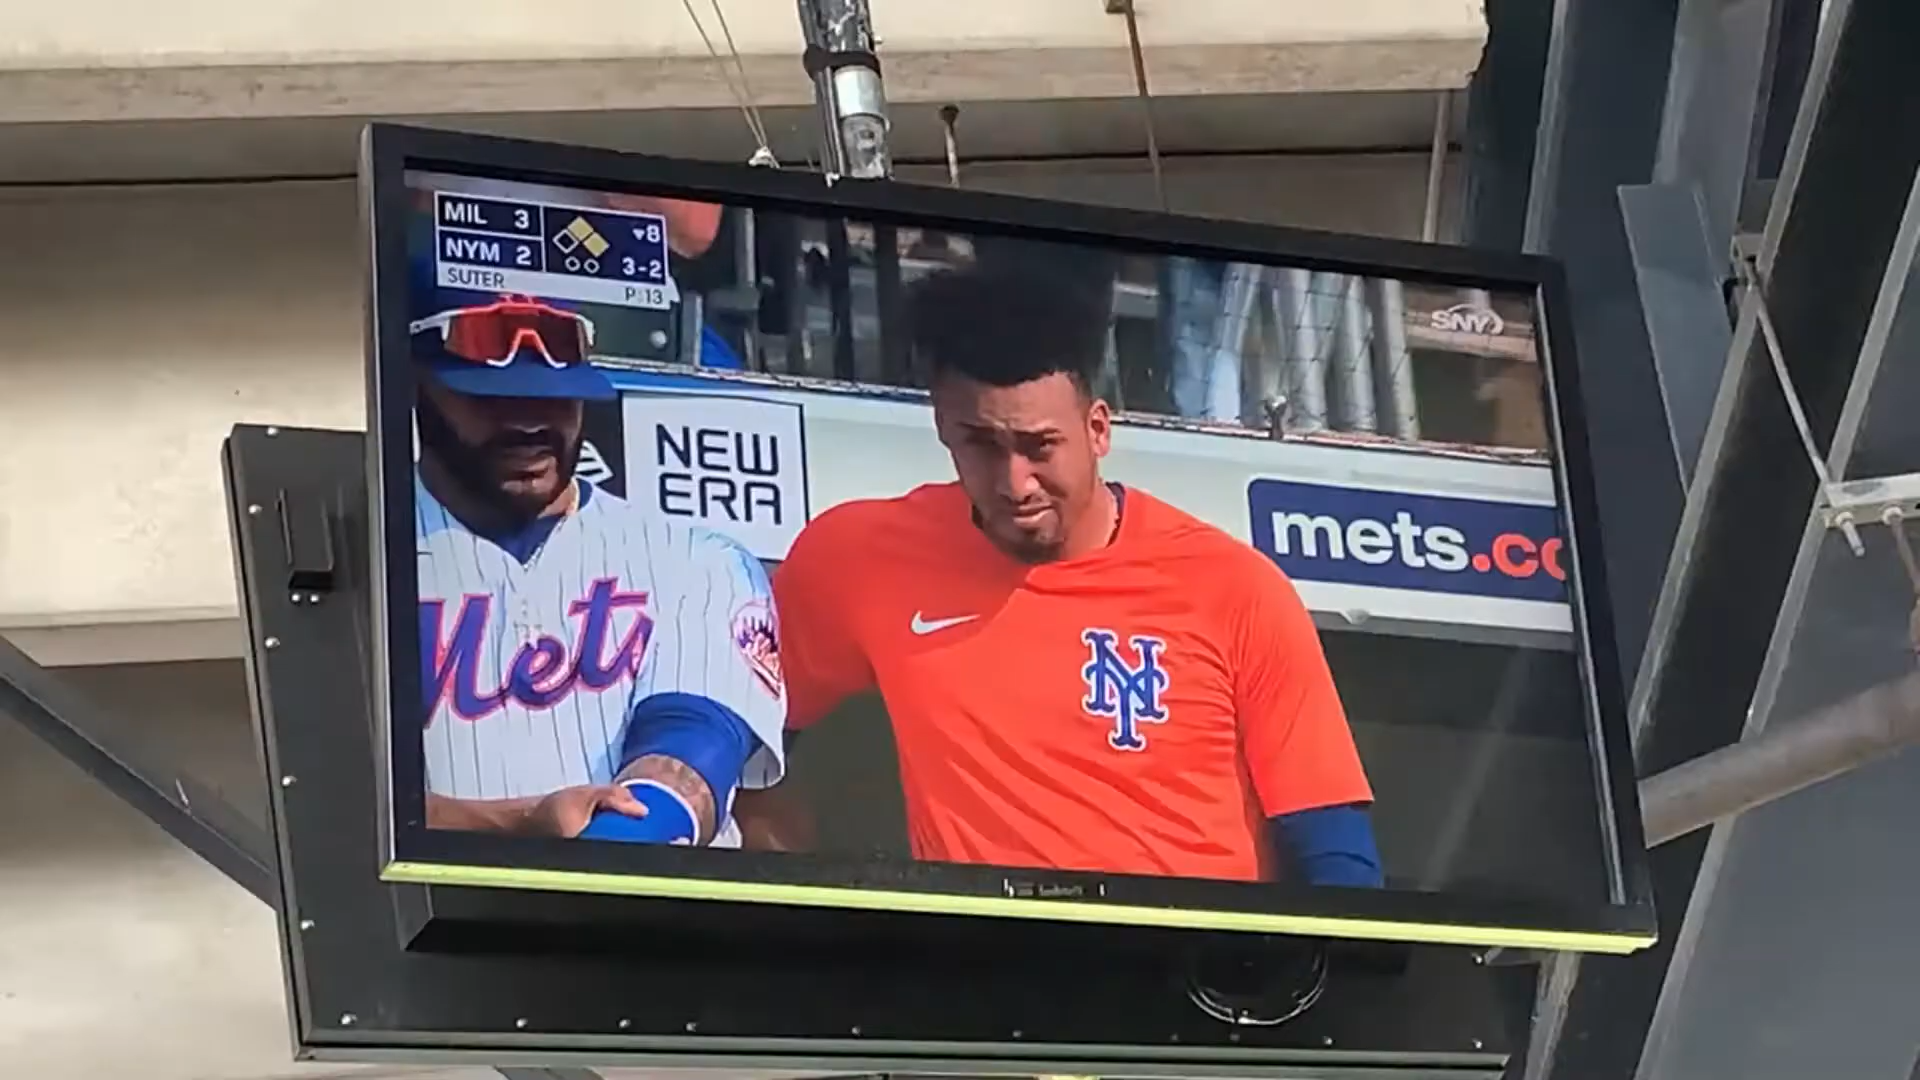 MIL 3
NYM 2
▼8
3-2
SUTER
P:13
SNY
NEW
ERA
mets.co
Mets
NY